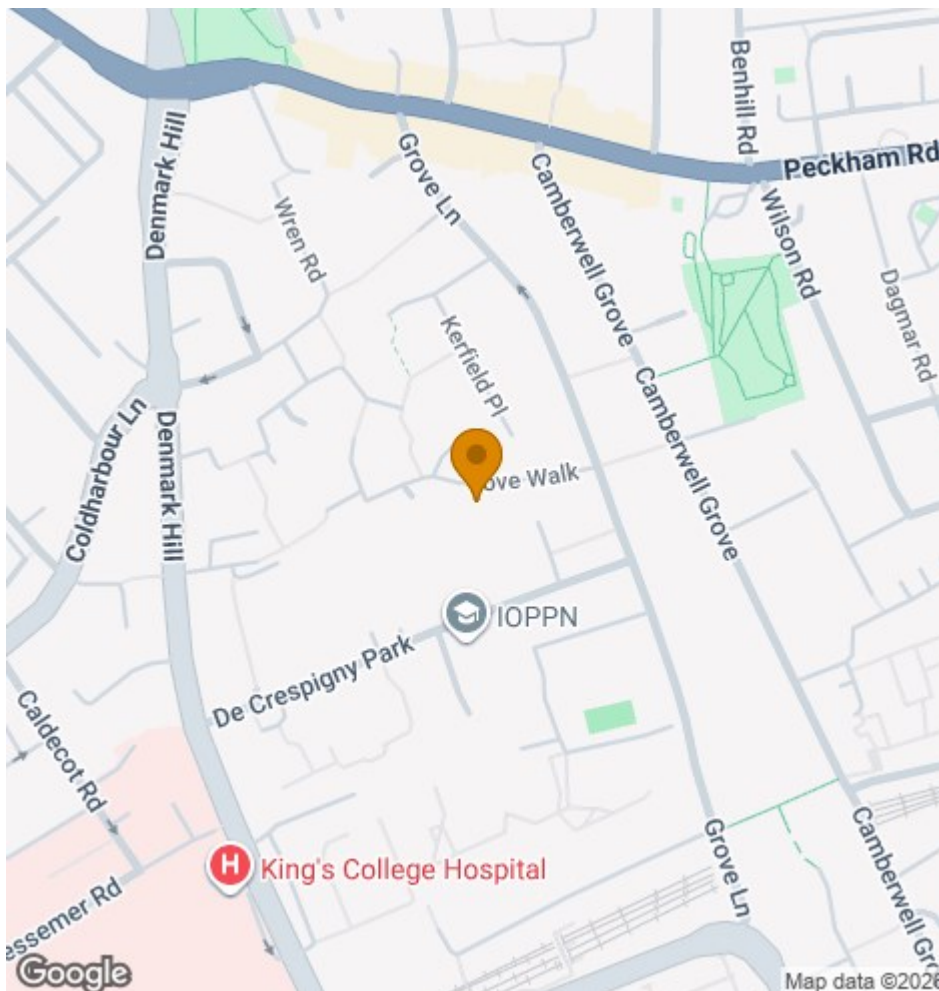 Benhill Rd
Peckham Rd
Denmark Hill
Grove Ln
Camberwell Grove
Wren Rd
Wilson Rd
Dagmar Rd
Kerfield Pl
Camberwell Grove
Coldharbour Ln
Denmark Hill
ove Walk
IOPPN
De Crespigny Park
Caldecot Rd
Grove Ln
Camberwell Gro
H King's College Hospital
essemer Rd
Google
Map data ©2026